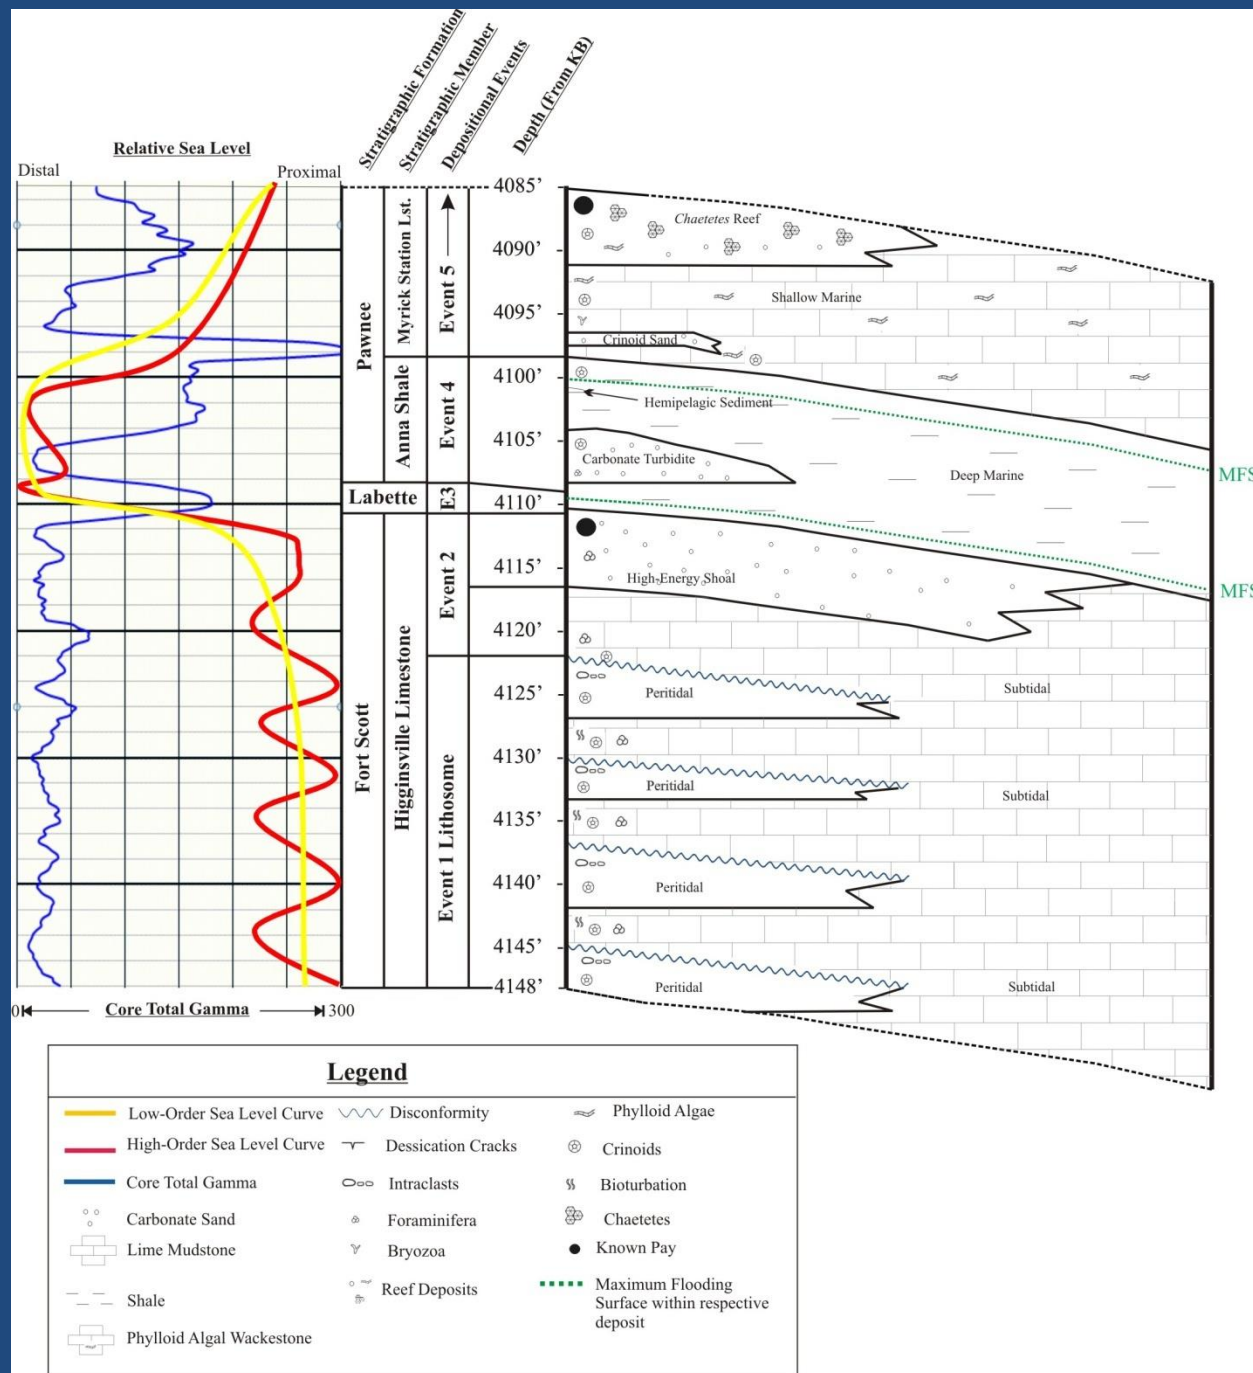 Stratigraphic Formation
Stratigraphic Member
Depositional Events
Depth (From KB)
Relative Sea Level
Distal
Proximal
Pawnee
Labette
Fort Scott
Myrick Station Lst.
Anna Shale
Higginsville Limestone
Event 5
Event 4
E3
Event 2
Event 1 Lithosome
4085’
4090’
4095’
4100’
4105’
4110’
4115’
4120’
4125’
4130’
4135’
4140’
4145’
4148’
Chaetetes Reef
Shallow Marine
Crinoid Sand
Hemipelagic Sediment
Carbonate Turbidite
Deep Marine
MFS
High-Energy Shoal
MFS
Peritidal
Subtidal
Peritidal
Subtidal
Peritidal
Peritidal
Subtidal
0
Core Total Gamma
300
Legend
Low-Order Sea Level Curve
High-Order Sea Level Curve
Core Total Gamma
Carbonate Sand
Lime Mudstone
Shale
Phylloid Algal Wackestone
Disconformity
Dessication Cracks
Intraclasts
Foraminifera
Bryozoa
Reef Deposits
Phylloid Algae
Crinoids
Bioturbation
Chaetetes
Known Pay
Maximum Flooding
Surface within respective
deposit